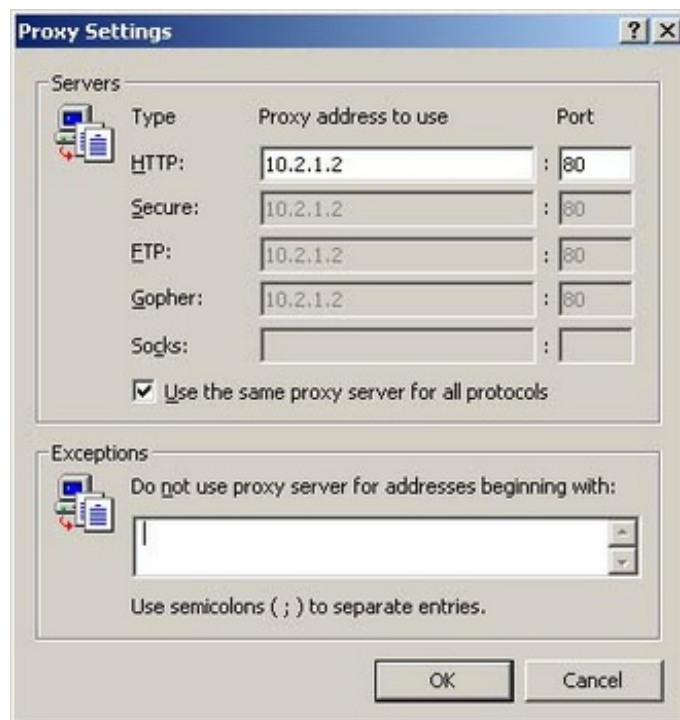 Proxy Settings
Servers
Type Proxy address to use Port
HTTP: 10.2.1.2 : 80
Secure: 10.2.1.2 : 80
FTP: 10.2.1.2 : 80
Gopher: 10.2.1.2 : 80
Socks: :
Use the same proxy server for all protocols
Exceptions
Do not use proxy server for addresses beginning with:
Use semicolons ( ; ) to separate entries.
OK Cancel